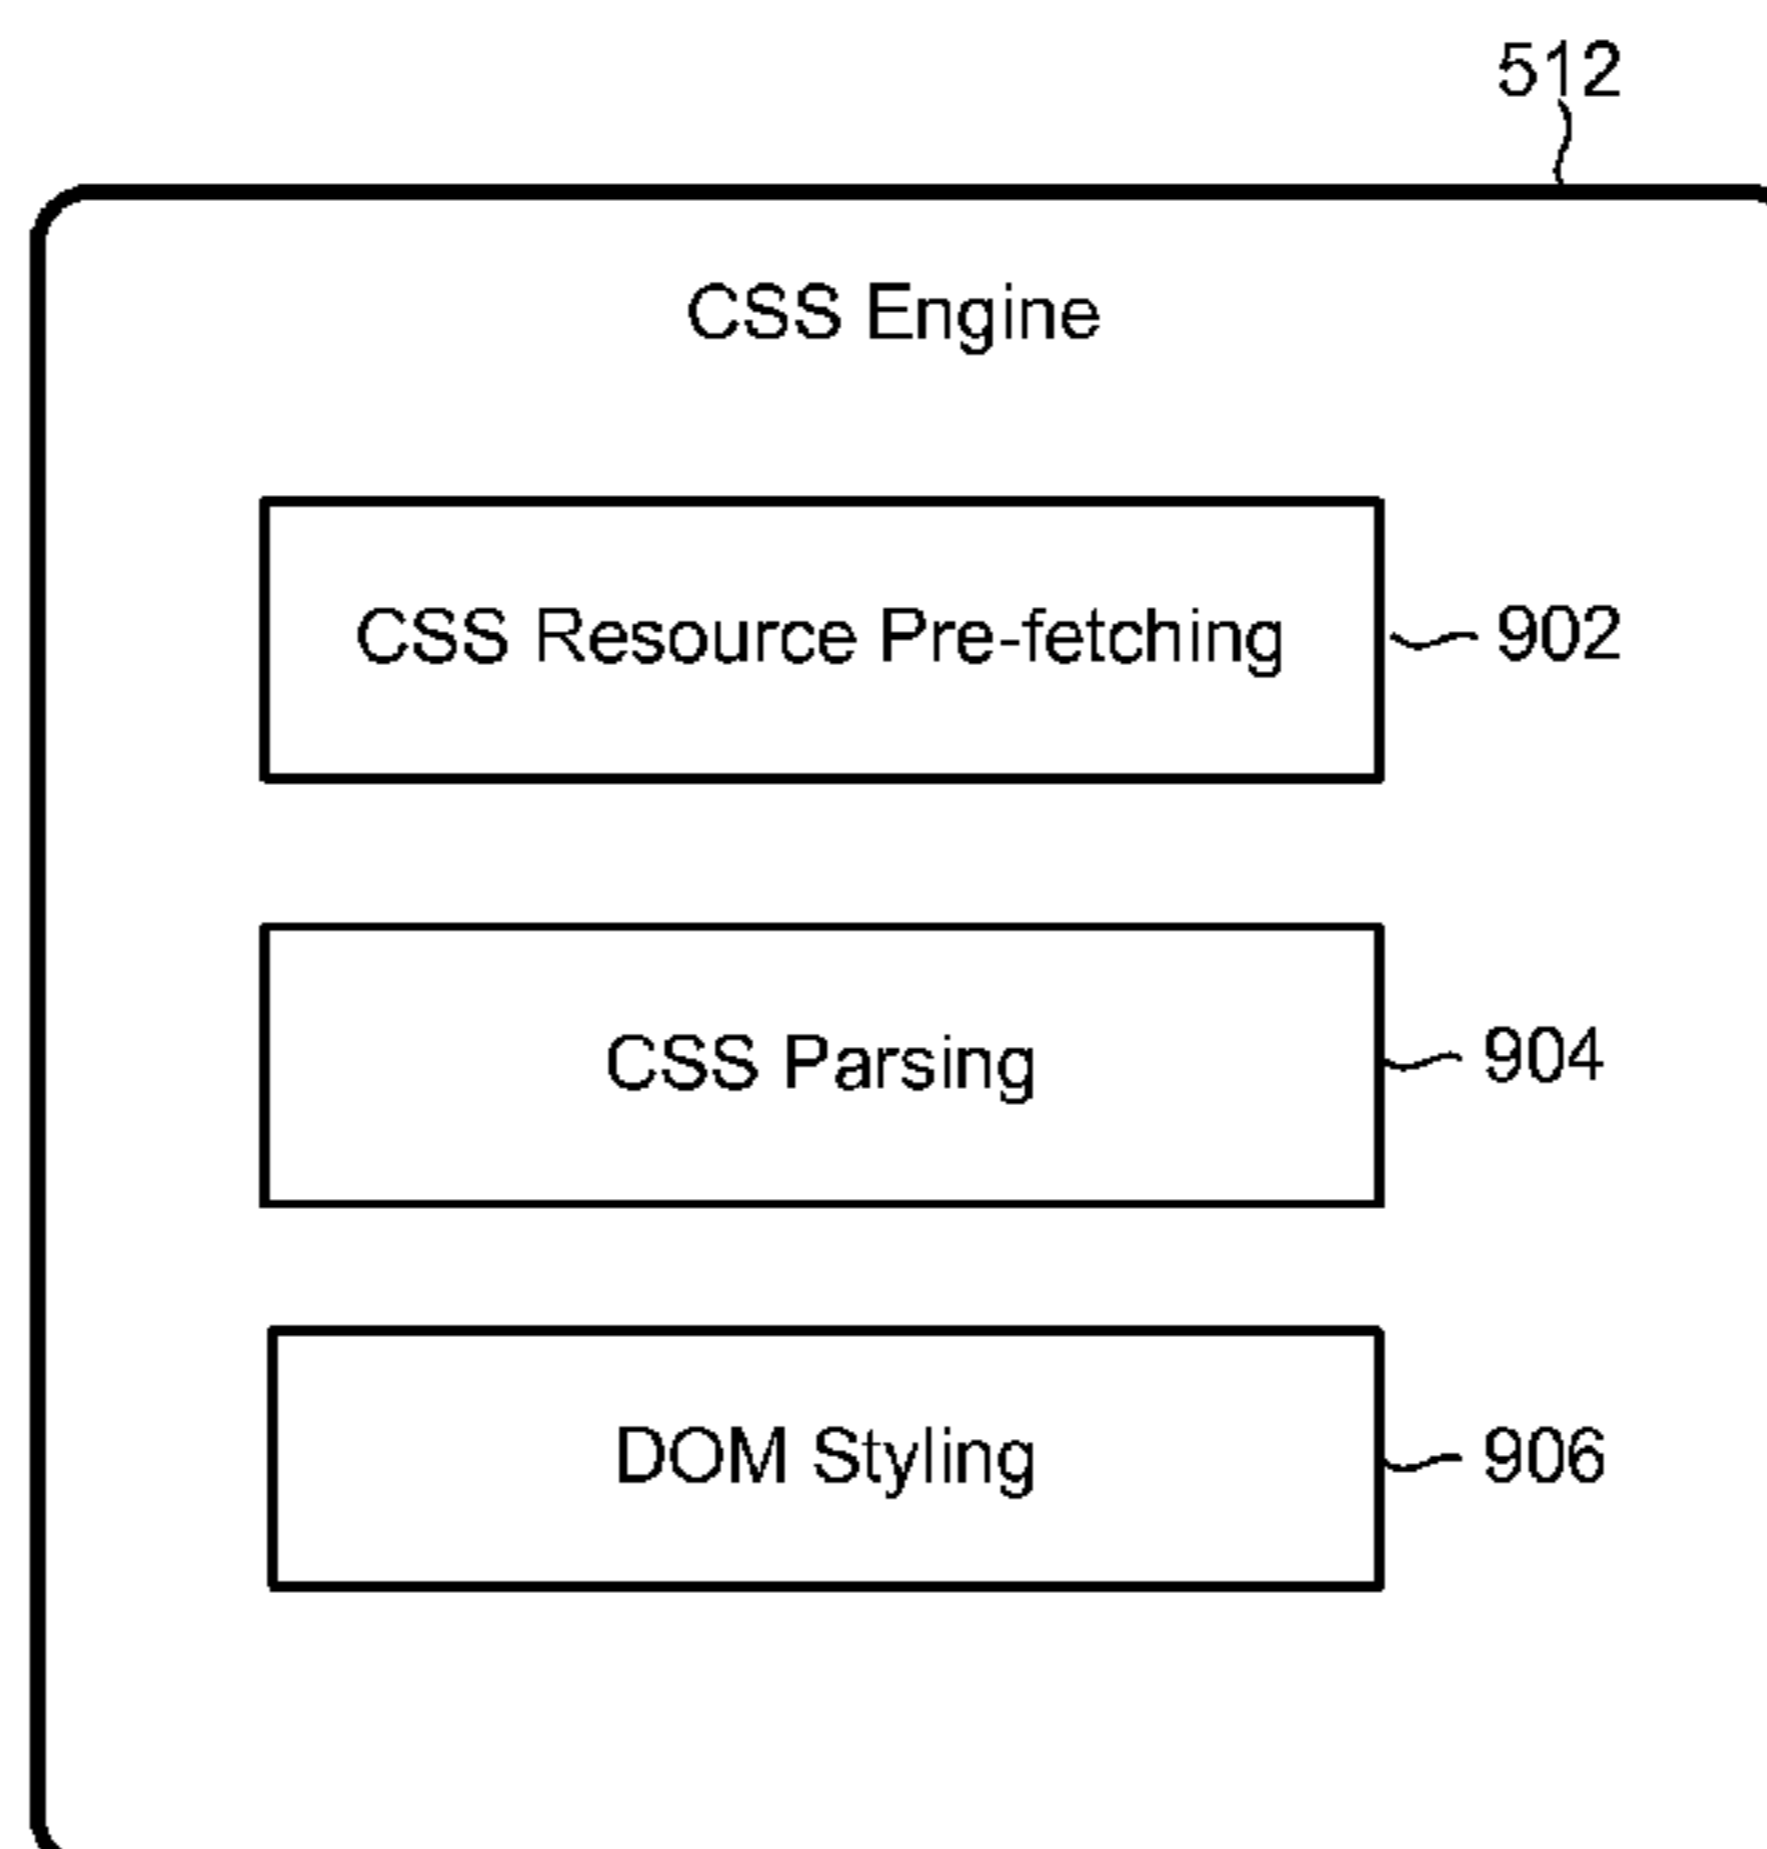 512
CSS Engine
CSS Resource Pre-fetching
902
CSS Parsing
904
DOM Styling
906